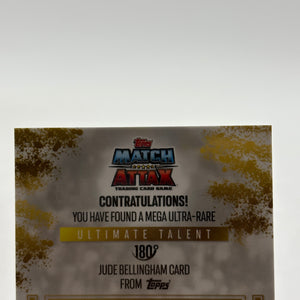 Topps
MATCH
ATTAX
TRADING CARD GAME
CONGRATULATIONS!
YOU HAVE FOUND A MEGA ULTRA-RARE
ULTIMATE TALENT
180°
JUDE BELLINGHAM CARD
FROM Topps